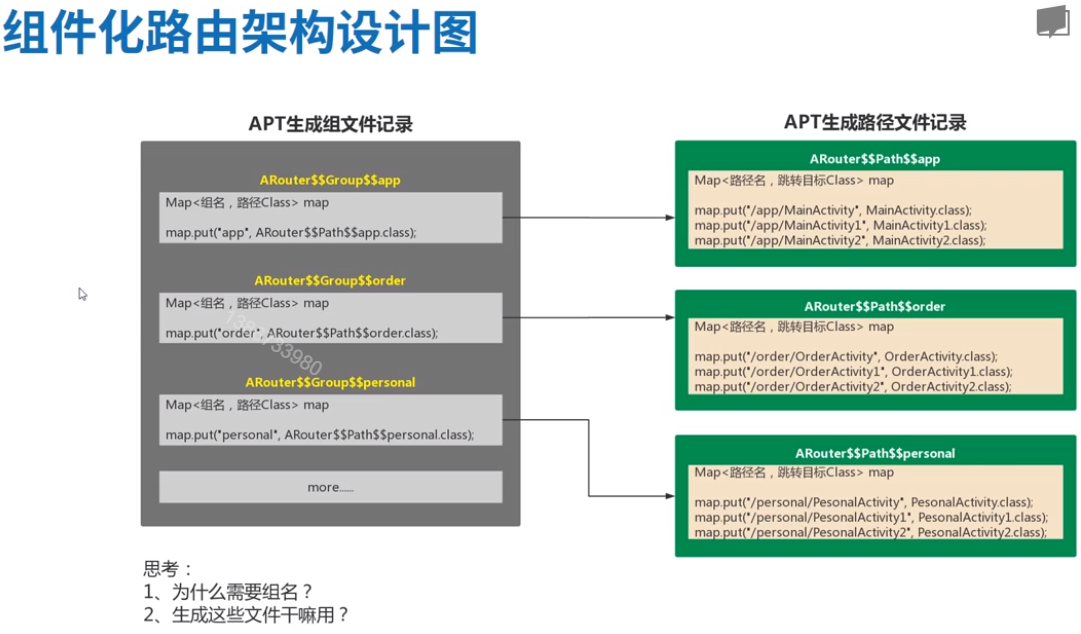 组件化路由架构设计图
APT生成组文件记录
ARouter$$Group$$app
Map<组名，路径Class> map
map.put("app", ARouter$$Path$$app.class);
ARouter$$Group$$order
Map<组名，路径Class> map
map.put("order", ARouter$$Path$$order.class);
ARouter$$Group$$personal
Map<组名，路径Class> map
map.put("personal", ARouter$$Path$$personal.class);
more......
APT生成路径文件记录
ARouter$$Path$$app
Map<路径名，跳转目标Class> map
map.put("/app/MainActivity", MainActivity.class);
map.put("/app/MainActivity1", MainActivity1.class);
map.put("/app/MainActivity2", MainActivity2.class);
ARouter$$Path$$order
Map<路径名，跳转目标Class> map
map.put("/order/OrderActivity", OrderActivity.class);
map.put("/order/OrderActivity1", OrderActivity1.class);
map.put("/order/OrderActivity2", OrderActivity2.class);
ARouter$$Path$$personal
Map<路径名，跳转目标Class> map
map.put("/personal/PesonalActivity", PesonalActivity.class);
map.put("/personal/PesonalActivity1", PesonalActivity1.class);
map.put("/personal/PesonalActivity2", PesonalActivity2.class);
思考：
1、为什么需要组名？
2、生成这些文件干嘛用？